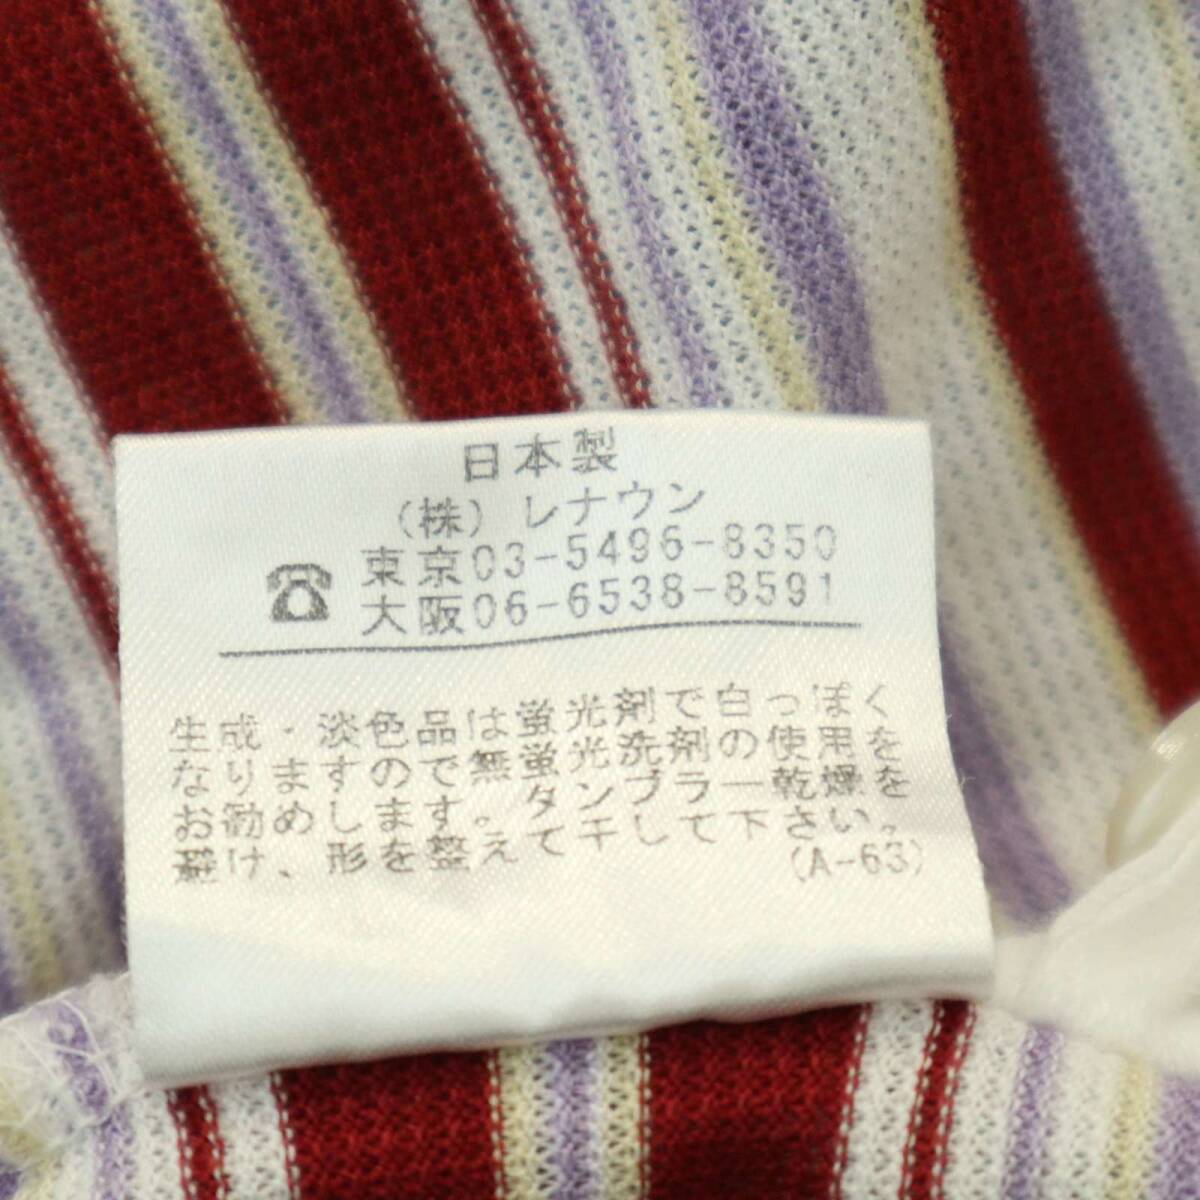 日本製
(株) レナウン
東京03-5496-8350
大阪06-6538-8591
生成・淡色品は蛍光剤で白っぽく
なりますので無蛍光洗剤の使用を
お勧めします。タンブラー乾燥を
避け、形を整えて干して下さい。
(A-63)